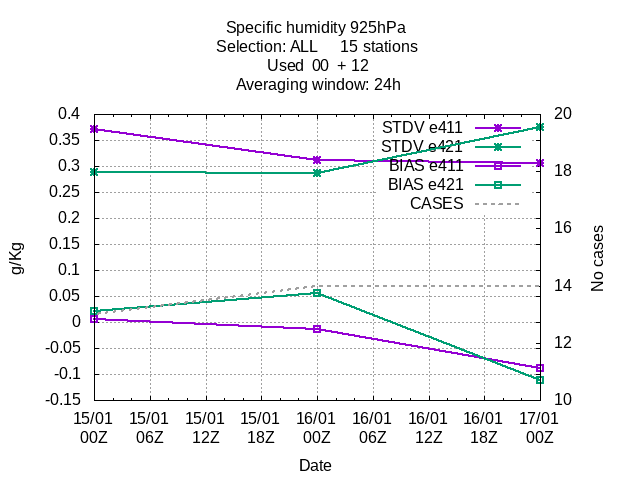 Specific humidity 925hPa
Selection: ALL 15 stations
Used 00 + 12
Averaging window: 24h
0.4
0.35
0.3
0.25
0.2
0.15
0.1
0.05
0
-0.05
-0.1
-0.15
g/Kg
20
18
16
14
12
10
No cases
STDV e411
STDV e421
BIAS e411
BIAS e421
CASES
15/01 15/01 15/01 15/01 16/01 16/01 16/01 16/01 17/01
00Z 06Z 12Z 18Z 00Z 06Z 12Z 18Z 00Z
Date